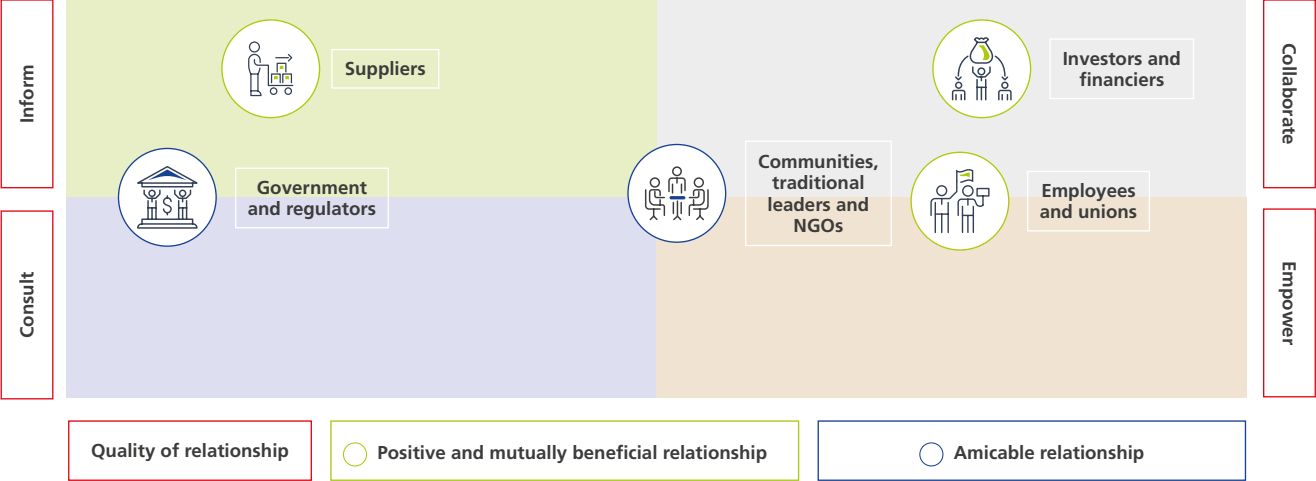 Inform
Suppliers
Investors and
financiers
Collaborate
Government
and regulators
$
Communities,
traditional
leaders and
NGOs
Employees
and unions
Consult
Empower
Quality of relationship
Positive and mutually beneficial relationship
Amicable relationship